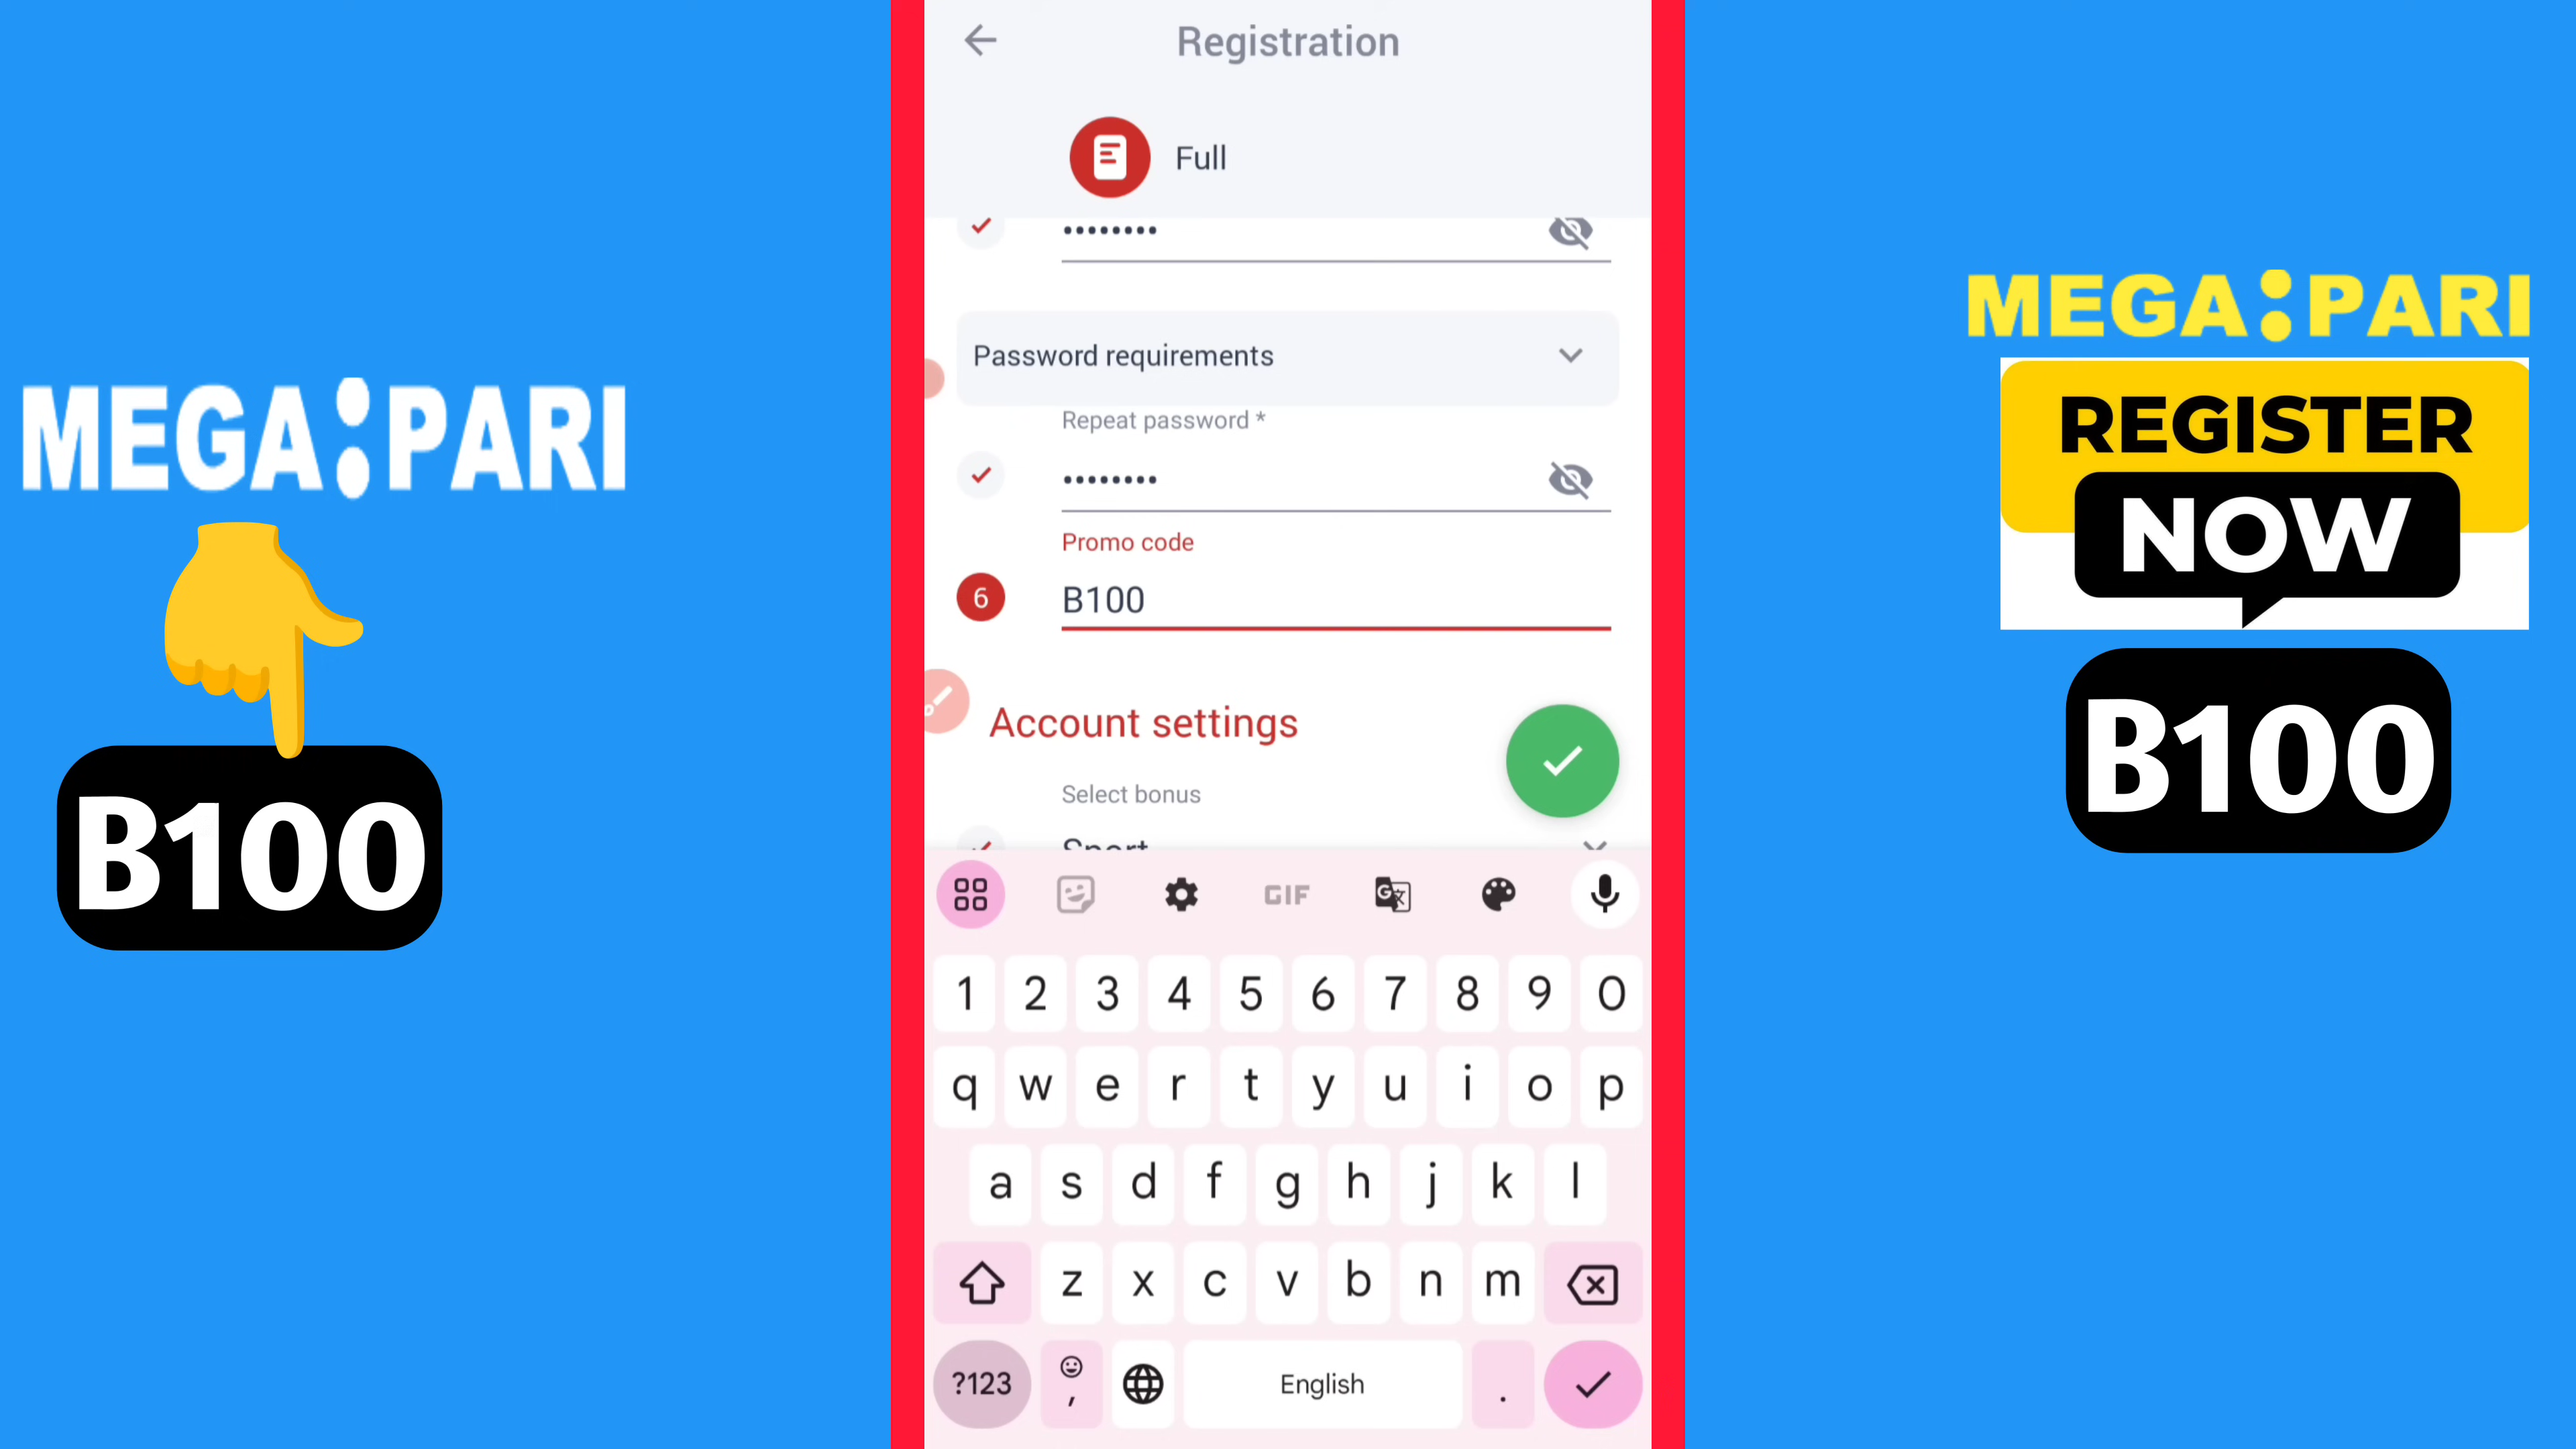 MEGA:PARI
B100
Registration
Full
••••••••
Password requirements
Repeat password *
••••••••
Promo code
6
B100
Account settings
Select bonus
Sport
GIF
G
1 2 3 4 5 6 7 8 9 0
q w e r t y u i o p
a s d f g h j k l
z x c v b n m
?123 , English .
MEGA:PARI
REGISTER
NOW
B100